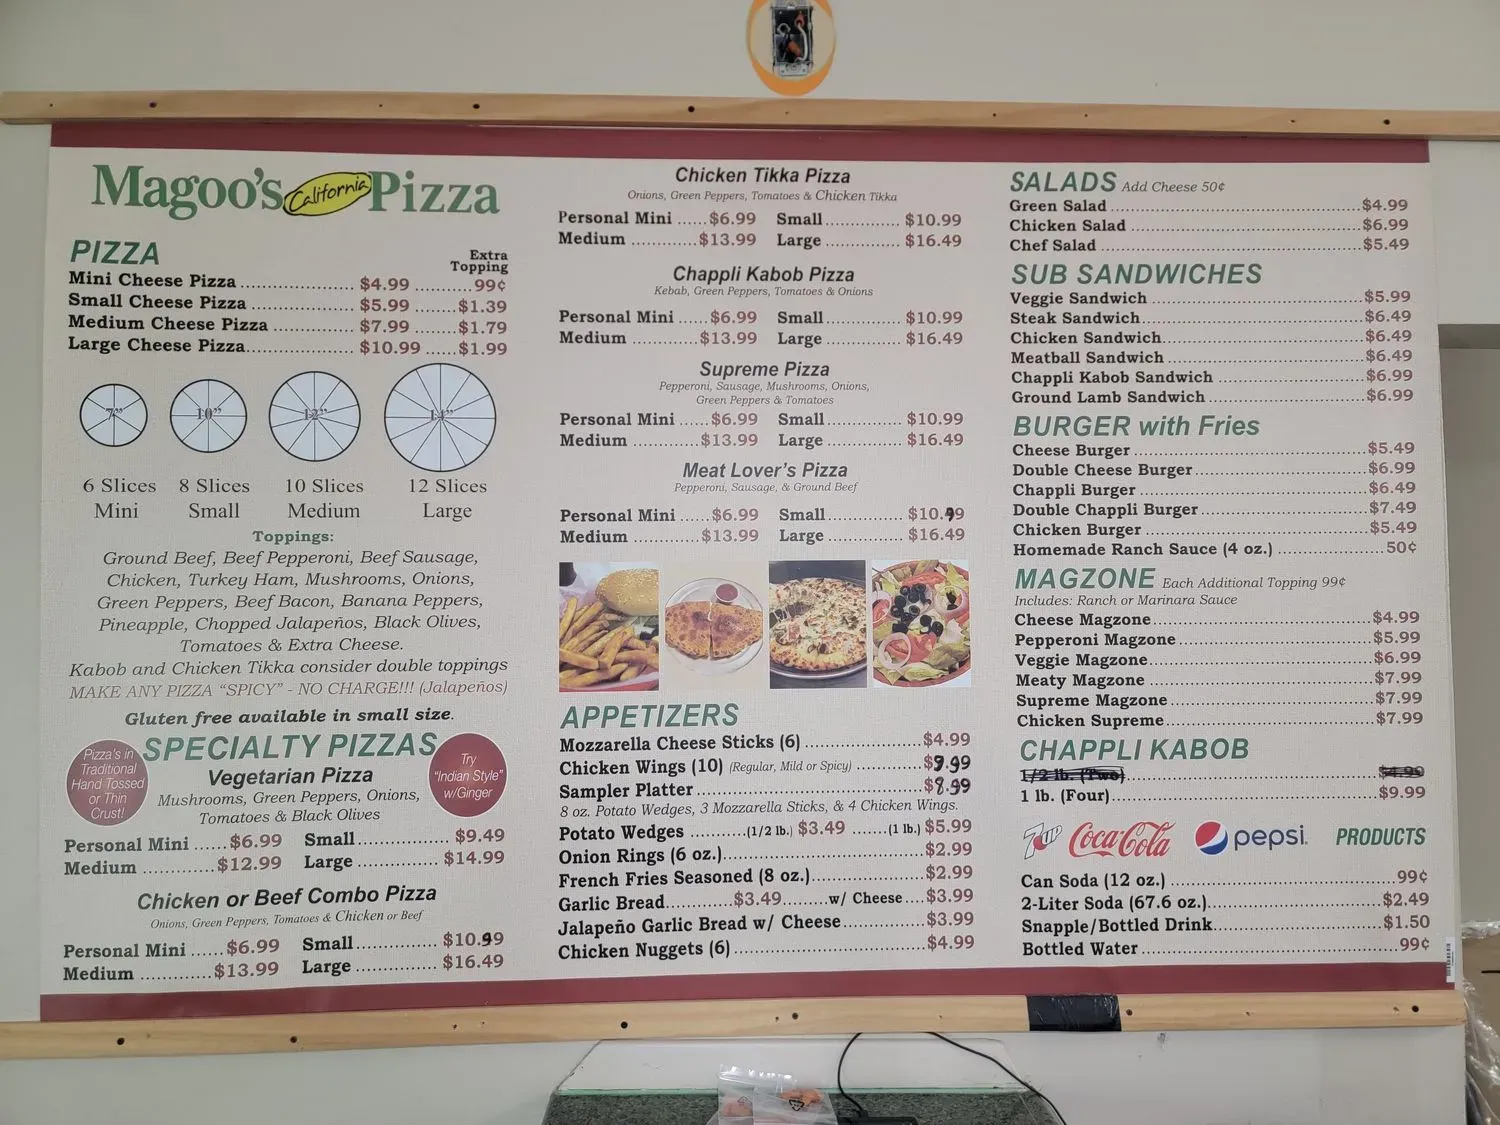 Magoo's California Pizza
PIZZA
Extra
Topping
Mini Cheese Pizza .................... $4.99 ..........99¢
Small Cheese Pizza .................. $5.99 .......$1.39
Medium Cheese Pizza .............. $7.99 .......$1.79
Large Cheese Pizza................... $10.99 ......$1.99
7" 10" 12" 14"
6 Slices 8 Slices 10 Slices 12 Slices
Mini Small Medium Large
Toppings:
Ground Beef, Beef Pepperoni, Beef Sausage,
Chicken, Turkey Ham, Mushrooms, Onions,
Green Peppers, Beef Bacon, Banana Peppers,
Pineapple, Chopped Jalapeños, Black Olives,
Tomatoes & Extra Cheese.
Kabob and Chicken Tikka consider double toppings
MAKE ANY PIZZA "SPICY" - NO CHARGE!!! (Jalapeños)
Gluten free available in small size.
Pizza's in
Traditional
Hand Tossed
or Thin
Crust!
SPECIALTY PIZZAS
Try
"Indian Style"
w/Ginger
Vegetarian Pizza
Mushrooms, Green Peppers, Onions,
Tomatoes & Black Olives
Personal Mini ......$6.99 Small.................. $9.49
Medium .............$12.99 Large ................ $14.99
Chicken or Beef Combo Pizza
Onions, Green Peppers, Tomatoes & Chicken or Beef
Personal Mini ......$6.99 Small................ $10.99
Medium .............$13.99 Large ................ $16.49
Chicken Tikka Pizza
Onions, Green Peppers, Tomatoes & Chicken Tikka
Personal Mini ......$6.99 Small.............. $10.99
Medium ............$13.99 Large .............. $16.49
Chappli Kabob Pizza
Kebab, Green Peppers, Tomatoes & Onions
Personal Mini ......$6.99 Small.............. $10.99
Medium ............$13.99 Large .............. $16.49
Supreme Pizza
Pepperoni, Sausage, Mushrooms, Onions,
Green Peppers & Tomatoes
Personal Mini ......$6.99 Small.............. $10.99
Medium ............$13.99 Large .............. $16.49
Meat Lover's Pizza
Pepperoni, Sausage, & Ground Beef
Personal Mini ......$6.99 Small.............. $10.99
Medium ............$13.99 Large .............. $16.49
APPETIZERS
Mozzarella Cheese Sticks (6) ......................$4.99
Chicken Wings (10) (Regular, Mild or Spicy) .............$9.99
Sampler Platter ..........................................$8.99
8 oz. Potato Wedges, 3 Mozzarella Sticks, & 4 Chicken Wings.
Potato Wedges ..........(1/2 lb.) $3.49 .......(1 lb.) $5.99
Onion Rings (6 oz.).....................................$2.99
French Fries Seasoned (8 oz.).....................$2.99
Garlic Bread.............$3.49.........w/ Cheese....$3.99
Jalapeño Garlic Bread w/ Cheese...............$3.99
Chicken Nuggets (6)...................................$4.99
SALADS Add Cheese 50¢
Green Salad ................................................$4.99
Chicken Salad .............................................$6.99
Chef Salad ..................................................$5.49
SUB SANDWICHES
Veggie Sandwich ........................................$5.99
Steak Sandwich..........................................$6.49
Chicken Sandwich......................................$6.49
Meatball Sandwich .....................................$6.49
Chappli Kabob Sandwich ...........................$6.99
Ground Lamb Sandwich.............................$6.99
BURGER with Fries
Cheese Burger ............................................$5.49
Double Cheese Burger................................$6.99
Chappli Burger ...........................................$6.49
Double Chappli Burger...............................$7.49
Chicken Burger ..........................................$5.49
Homemade Ranch Sauce (4 oz.) ....................50¢
MAGZONE Each Additional Topping 99¢
Includes: Ranch or Marinara Sauce
Cheese Magzone.........................................$4.99
Pepperoni Magzone ....................................$5.99
Veggie Magzone..........................................$6.99
Meaty Magzone ..........................................$7.99
Supreme Magzone ......................................$7.99
Chicken Supreme.......................................$7.99
CHAPPLI KABOB
1/2 lb. (Two)...............................................$4.99
1 lb. (Four)..................................................$9.99
7UP Coca-Cola pepsi PRODUCTS
Can Soda (12 oz.) ..........................................99¢
2-Liter Soda (67.6 oz.).................................$2.49
Snapple/Bottled Drink................................$1.50
Bottled Water ................................................99¢